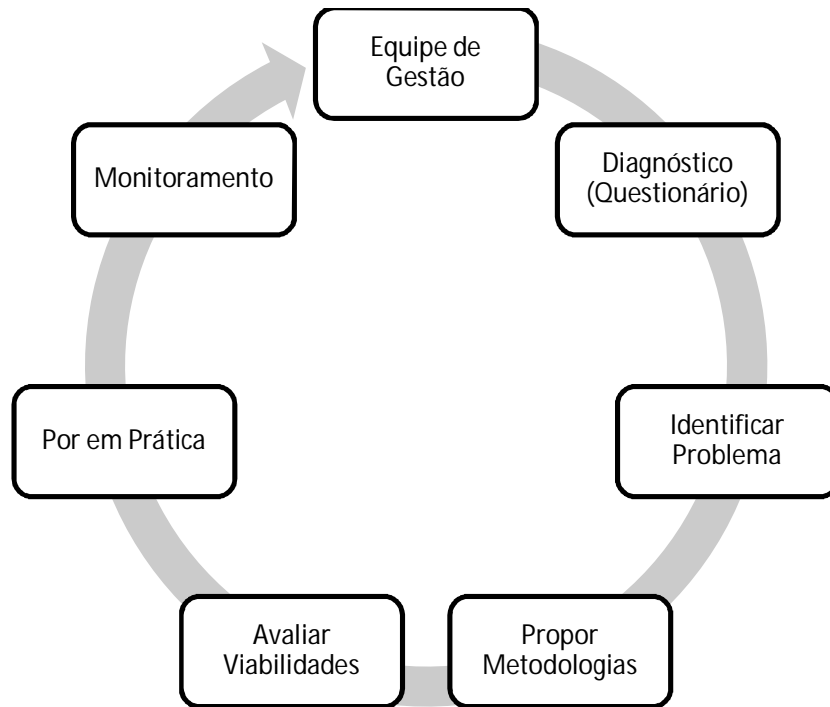 Equipe de
Gestão
Diagnóstico
(Questionário)
Identificar
Problema
Propor
Metodologias
Avaliar
Viabilidades
Por em Prática
Monitoramento